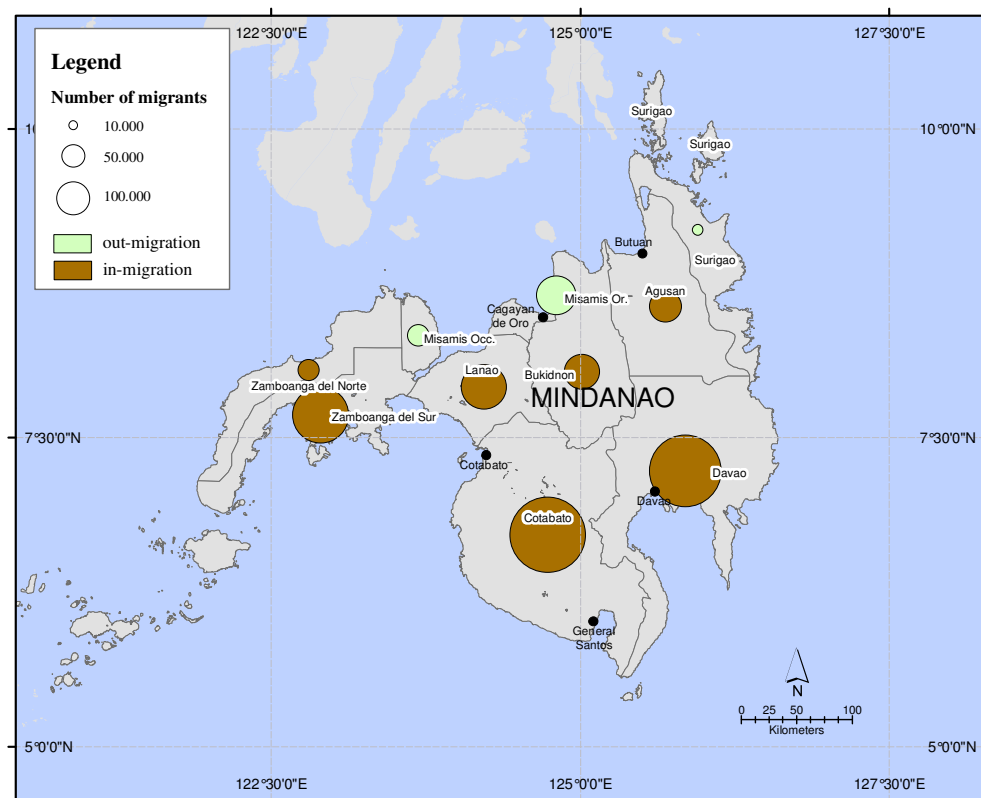 122°30'0"E
125°0'0"E
127°30'0"E
Legend
Number of migrants
10.000
50.000
100.000
out-migration
in-migration
10°0'0"N
Surigao
Surigao
Butuan
Surigao
Agusan
Misamis Or.
Cagayan
de Oro
Misamis Occ.
Lanao
Bukidnon
Zamboanga del Norte
MINDANAO
Zamboanga del Sur
7°30'0"N
7°30'0"N
Cotabato
Davao
Davao
Cotabato
General
Santos
N
0 25 50 100
Kilometers
5°0'0"N
5°0'0"N
122°30'0"E
125°0'0"E
127°30'0"E